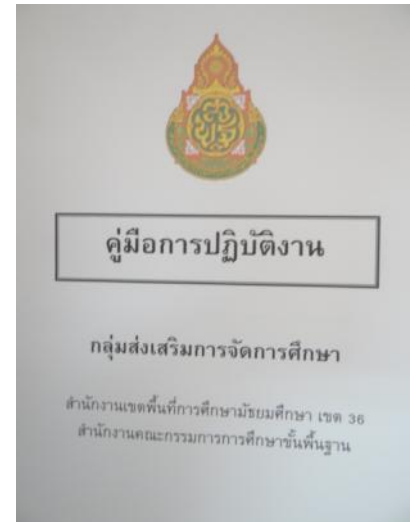 คู่มือการปฏิบัติงาน
กลุ่มส่งเสริมการจัดการศึกษา
สำนักงานเขตพื้นที่การศึกษามัธยมศึกษา เขต 36
สำนักงานคณะกรรมการการศึกษาขั้นพื้นฐาน